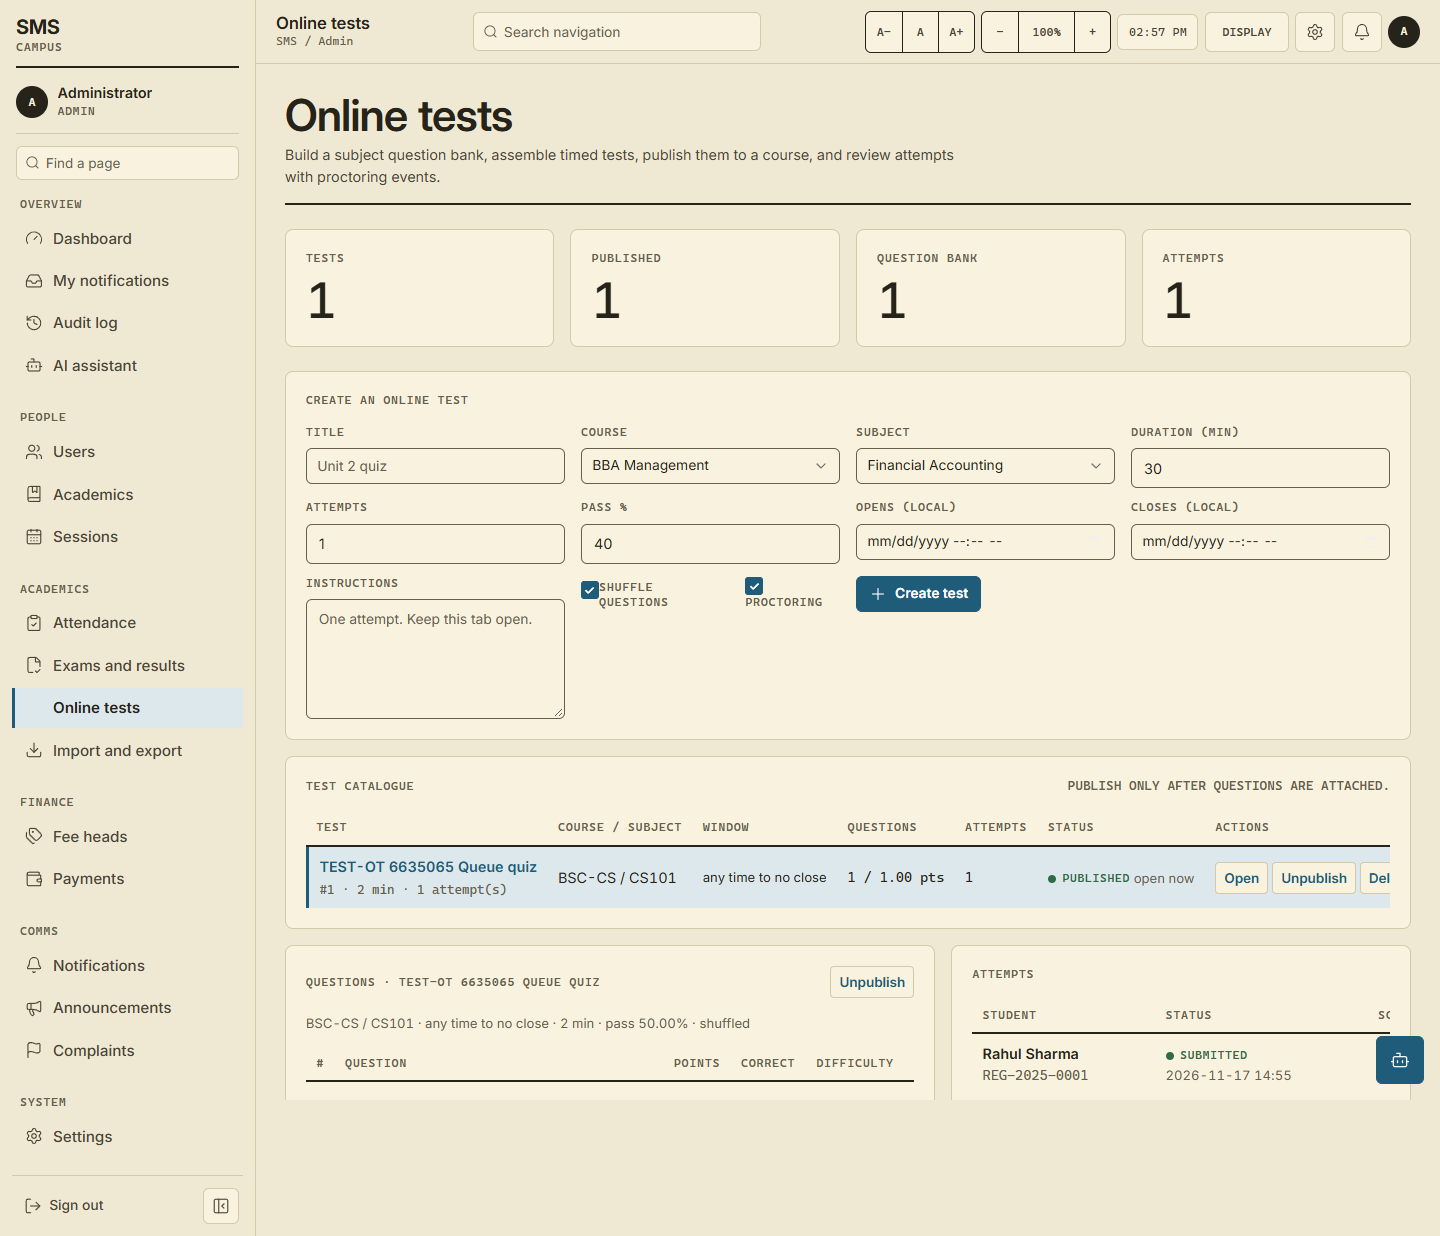 SMS
CAMPUS
A
Administrator
ADMIN
Find a page
OVERVIEW
Dashboard
My notifications
Audit log
AI assistant
PEOPLE
Users
Academics
Sessions
ACADEMICS
Attendance
Exams and results
Online tests
Import and export
FINANCE
Fee heads
Payments
COMMS
Notifications
Announcements
Complaints
SYSTEM
Settings
Sign out
Online tests
SMS / Admin
Search navigation
A− A A+
− 100% +
02:57 PM
DISPLAY
A
Online tests
Build a subject question bank, assemble timed tests, publish them to a course, and review attempts
with proctoring events.
TESTS
1
PUBLISHED
1
QUESTION BANK
1
ATTEMPTS
1
CREATE AN ONLINE TEST
TITLE COURSE SUBJECT DURATION (MIN)
Unit 2 quiz BBA Management Financial Accounting 30
ATTEMPTS PASS % OPENS (LOCAL) CLOSES (LOCAL)
1 40 mm/dd/yyyy --:-- -- mm/dd/yyyy --:-- --
INSTRUCTIONS
One attempt. Keep this tab open.
SHUFFLE
QUESTIONS
PROCTORING
Create test
TEST CATALOGUE PUBLISH ONLY AFTER QUESTIONS ARE ATTACHED.
TEST COURSE / SUBJECT WINDOW QUESTIONS ATTEMPTS STATUS ACTIONS
TEST-OT 6635065 Queue quiz
#1 · 2 min · 1 attempt(s)
BSC-CS / CS101 any time to no close 1 / 1.00 pts 1 PUBLISHED open now Open Unpublish Del
QUESTIONS · TEST-OT 6635065 QUEUE QUIZ Unpublish
BSC-CS / CS101 · any time to no close · 2 min · pass 50.00% · shuffled
# QUESTION POINTS CORRECT DIFFICULTY
ATTEMPTS
STUDENT STATUS SC
Rahul Sharma SUBMITTED
REG-2025-0001 2026-11-17 14:55